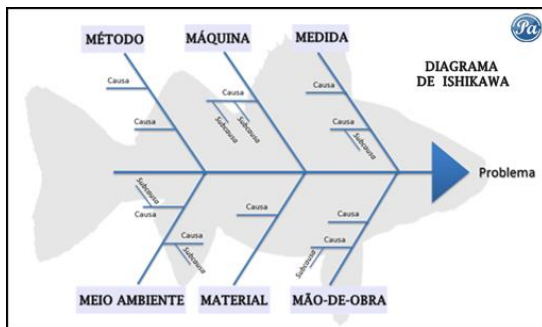 Pa
MÉTODO
MÁQUINA
MEDIDA
DIAGRAMA
DE ISHIKAWA
Causa
Causa
Causa
Subcausa
Subcausa
Causa
Causa
Subcausa
Problema
Subcausa
Causa
Causa
Subcausa
Causa
Causa
Causa
Subcausa
MEIO AMBIENTE
MATERIAL
MÃO-DE-OBRA